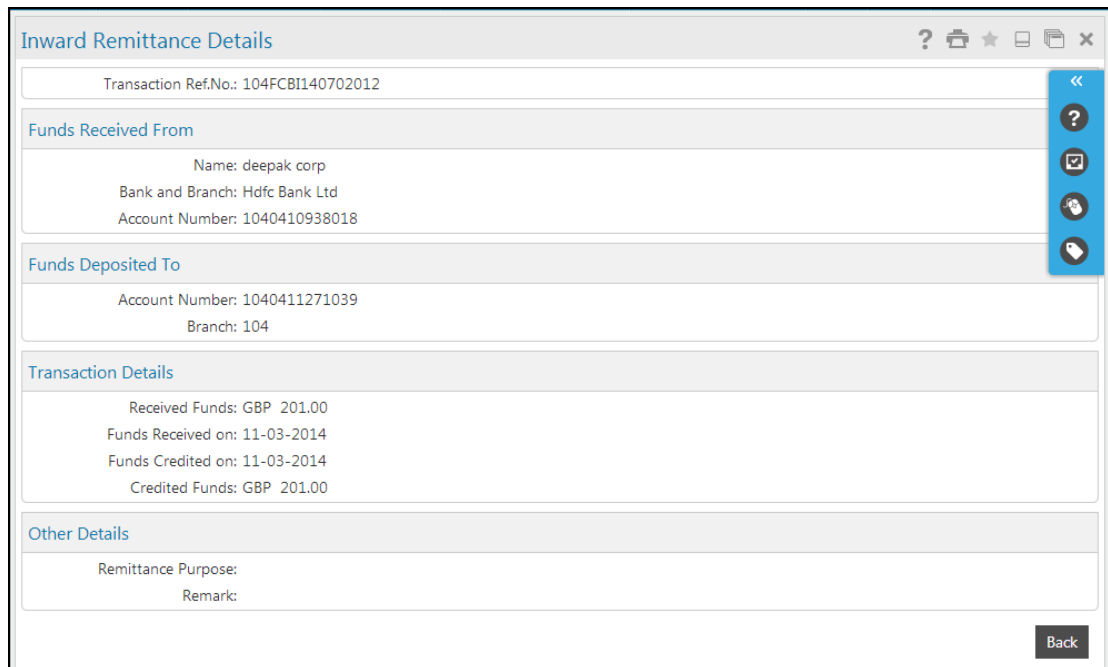 Inward Remittance Details
Transaction Ref.No.: 104FCBI140702012
Funds Received From
Name: deepak corp
Bank and Branch: Hdfc Bank Ltd
Account Number: 1040410938018
Funds Deposited To
Account Number: 1040411271039
Branch: 104
Transaction Details
Received Funds: GBP 201.00
Funds Received on: 11-03-2014
Funds Credited on: 11-03-2014
Credited Funds: GBP 201.00
Other Details
Remittance Purpose:
Remark:
Back